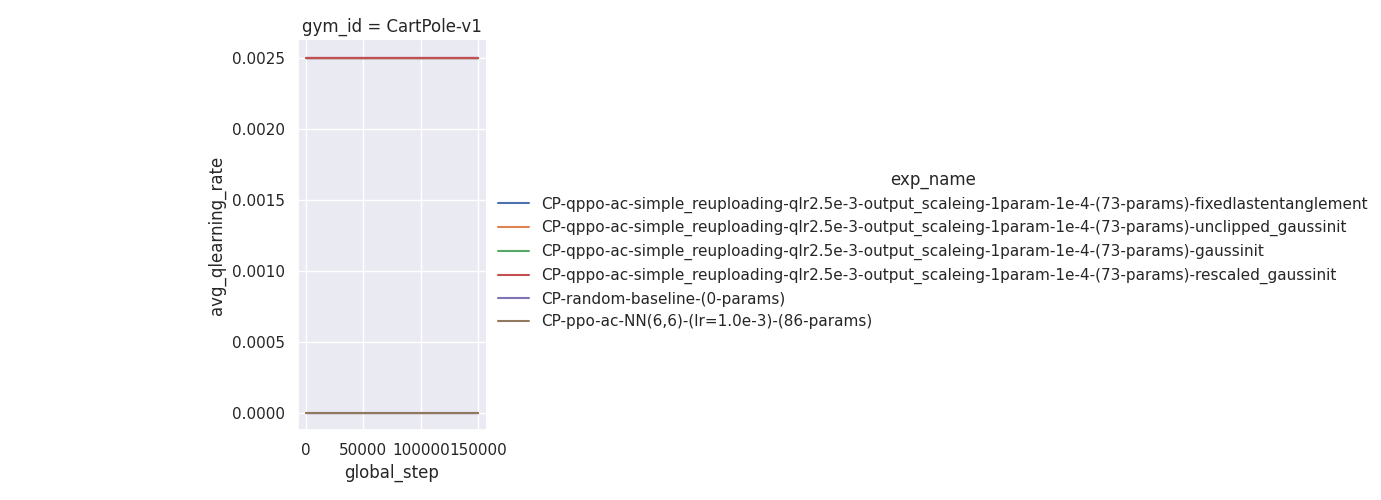 gym_id = CartPole-v1
0.0025
0.0020
0.0015
0.0010
0.0005
0.0000
avg_qlearning_rate
0
50000
100000
150000
global_step
exp_name
CP-qppo-ac-simple_reuploading-qlr2.5e-3-output_scaleing-1param-1e-4-(73-params)-fixedlastentanglement
CP-qppo-ac-simple_reuploading-qlr2.5e-3-output_scaleing-1param-1e-4-(73-params)-unclipped_gaussinit
CP-qppo-ac-simple_reuploading-qlr2.5e-3-output_scaleing-1param-1e-4-(73-params)-gaussinit
CP-qppo-ac-simple_reuploading-qlr2.5e-3-output_scaleing-1param-1e-4-(73-params)-rescaled_gaussinit
CP-random-baseline-(0-params)
CP-ppo-ac-NN(6,6)-(lr=1.0e-3)-(86-params)